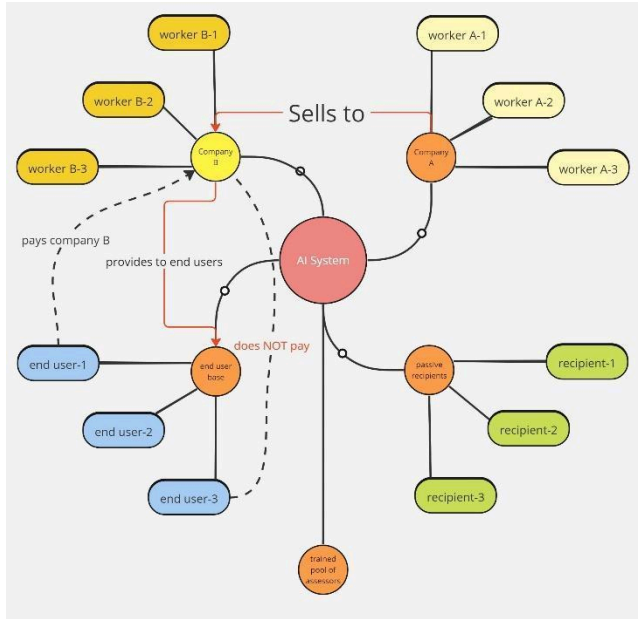 worker B-1
worker A-1
worker B-2
worker A-2
Sells to
Company
B
Company
A
worker B-3
worker A-3
pays company B
provides to end users
AI System
does NOT pay
end user-1
end user
base
passive
recipients
recipient-1
end user-2
recipient-2
end user-3
recipient-3
trained
pool of
assessors